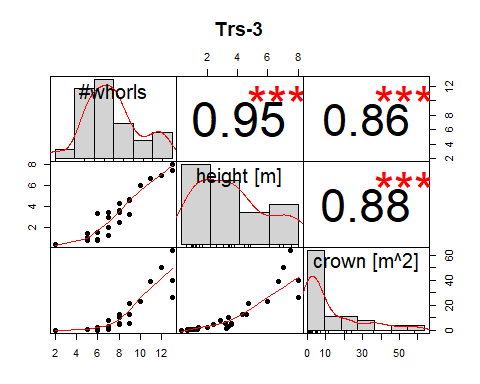 Trs-3
2 4 6 8
#whorls
0.95
***
0.86
***
2 4 6 8 12
2 4 6 8
height [m]
0.88
***
crown [m^2]
0 20 40 60
2 4 6 8 10 12
0 10 30 50